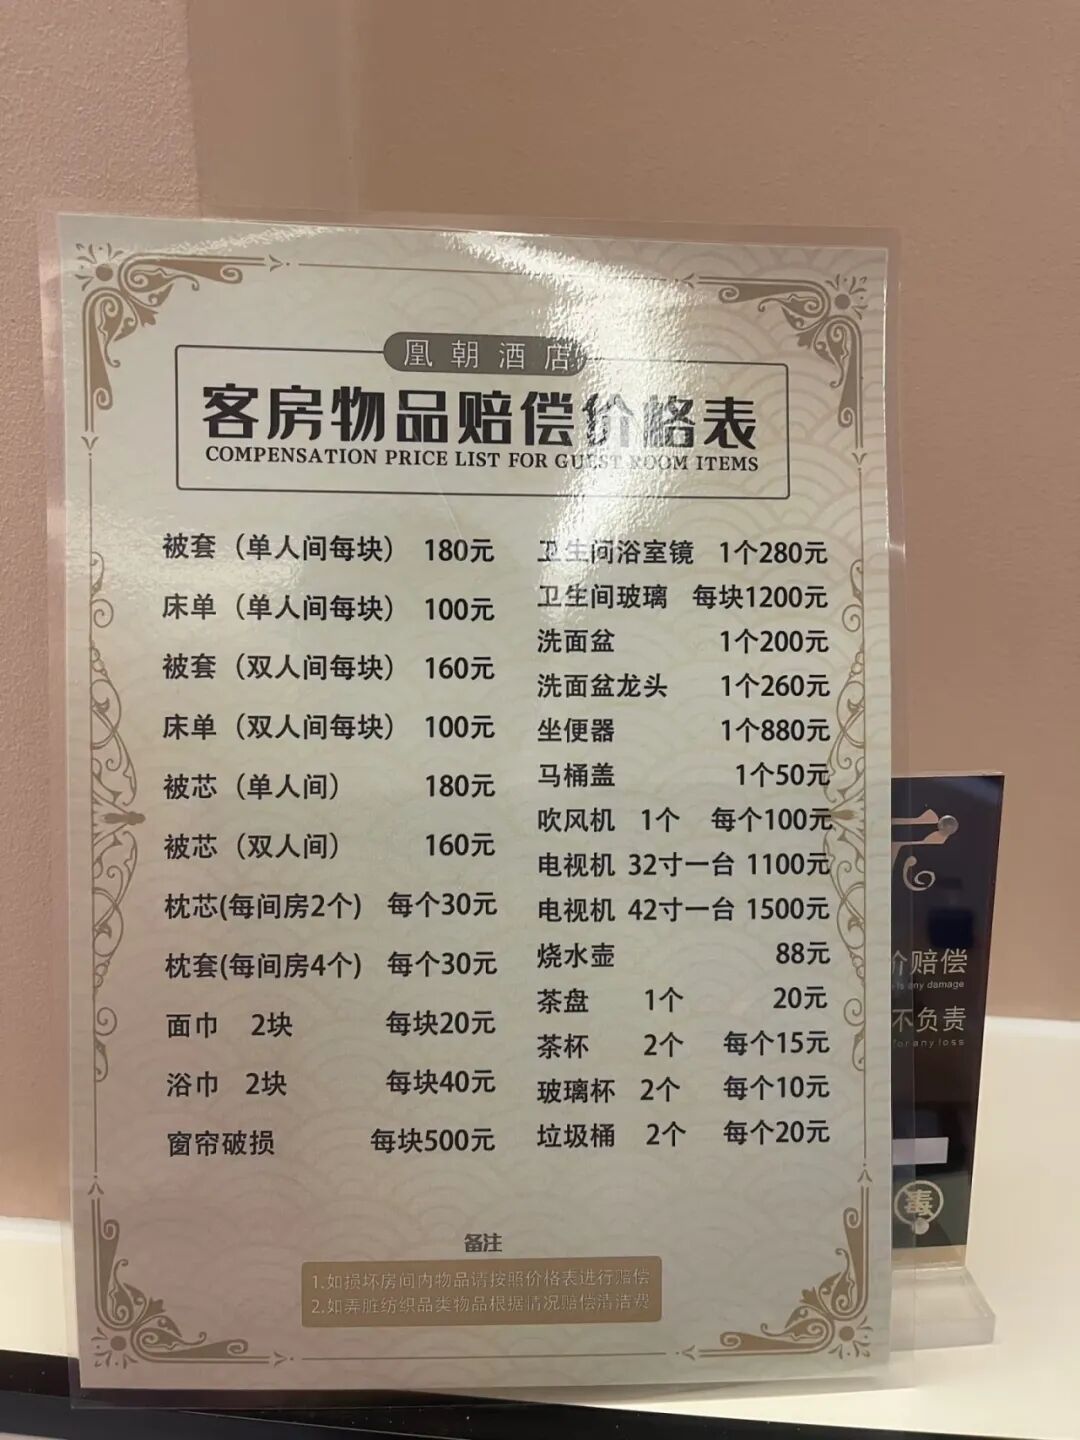 凰朝酒店
客房物品赔偿价格表
COMPENSATION PRICE LIST FOR GUEST ROOM ITEMS
被套（单人间每块） 180元
床单（单人间每块） 100元
被套（双人间每块） 160元
床单（双人间每块） 100元
被芯（单人间） 180元
被芯（双人间） 160元
枕芯(每间房2个) 每个30元
枕套(每间房4个) 每个30元
面巾 2块 每块20元
浴巾 2块 每块40元
窗帘破损 每块500元
卫生间浴室镜 1个280元
卫生间玻璃 每块1200元
洗面盆 1个200元
洗面盆龙头 1个260元
坐便器 1个880元
马桶盖 1个50元
吹风机 1个 每个100元
电视机 32寸一台 1100元
电视机 42寸一台 1500元
烧水壶 88元
茶盘 1个 20元
茶杯 2个 每个15元
玻璃杯 2个 每个10元
垃圾桶 2个 每个20元
备注
1.如损坏房间内物品请按照价格表进行赔偿
2.如弄脏纺织品类物品根据情况赔偿清洁费
价赔偿
is any damage
不负责
for any loss
毒